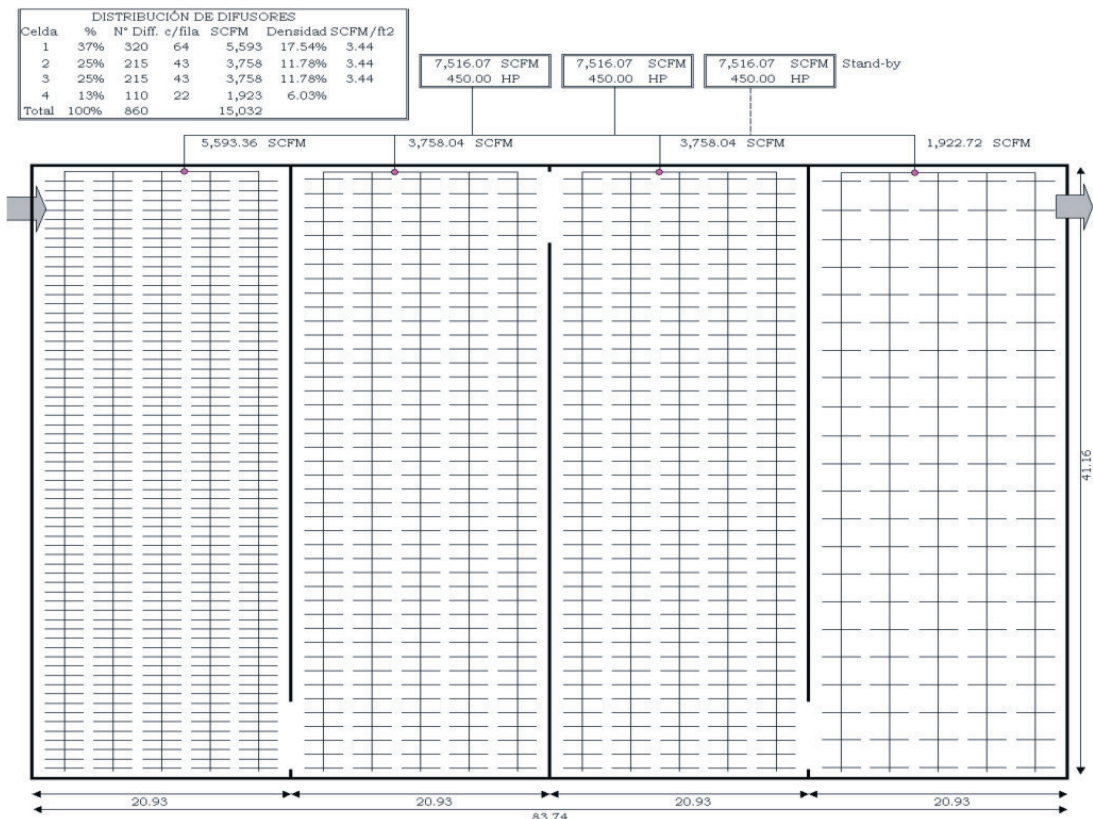 DISTRIBUCIÓN DE DIFUSORES
Celda % N° Diff. c/fila SCFM Densidad SCFM/ft2
1 37% 320 64 5,593 17.54% 3.44
2 25% 215 43 3,758 11.78% 3.44
3 25% 215 43 3,758 11.78% 3.44
4 13% 110 22 1,923 6.03%
Total 100% 860 15,032
7,516.07 SCFM
450.00 HP
7,516.07 SCFM
450.00 HP
7,516.07 SCFM
450.00 HP
Stand-by
5,593.36 SCFM
3,758.04 SCFM
3,758.04 SCFM
1,922.72 SCFM
41.16
20.93
20.93
20.93
20.93
83.74